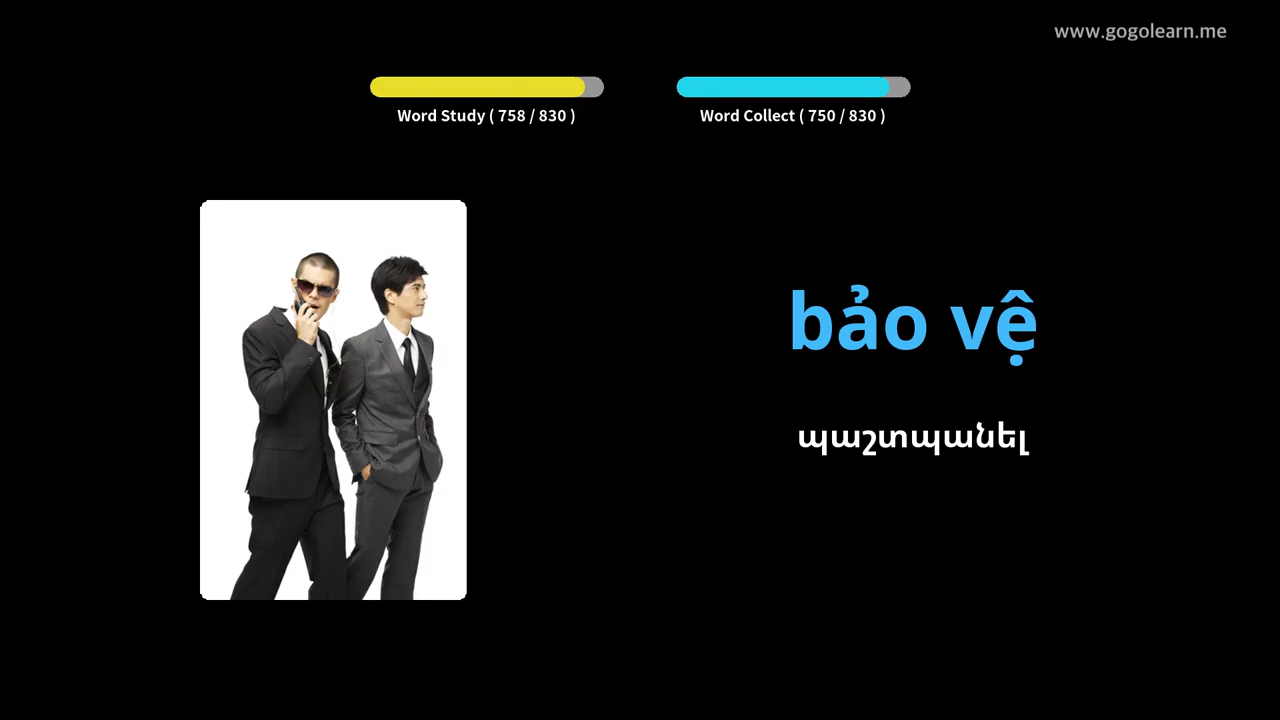 www.gogolearn.me
Word Study ( 758 / 830 )
Word Collect ( 750 / 830 )
bảo vệ
պաշտպանել